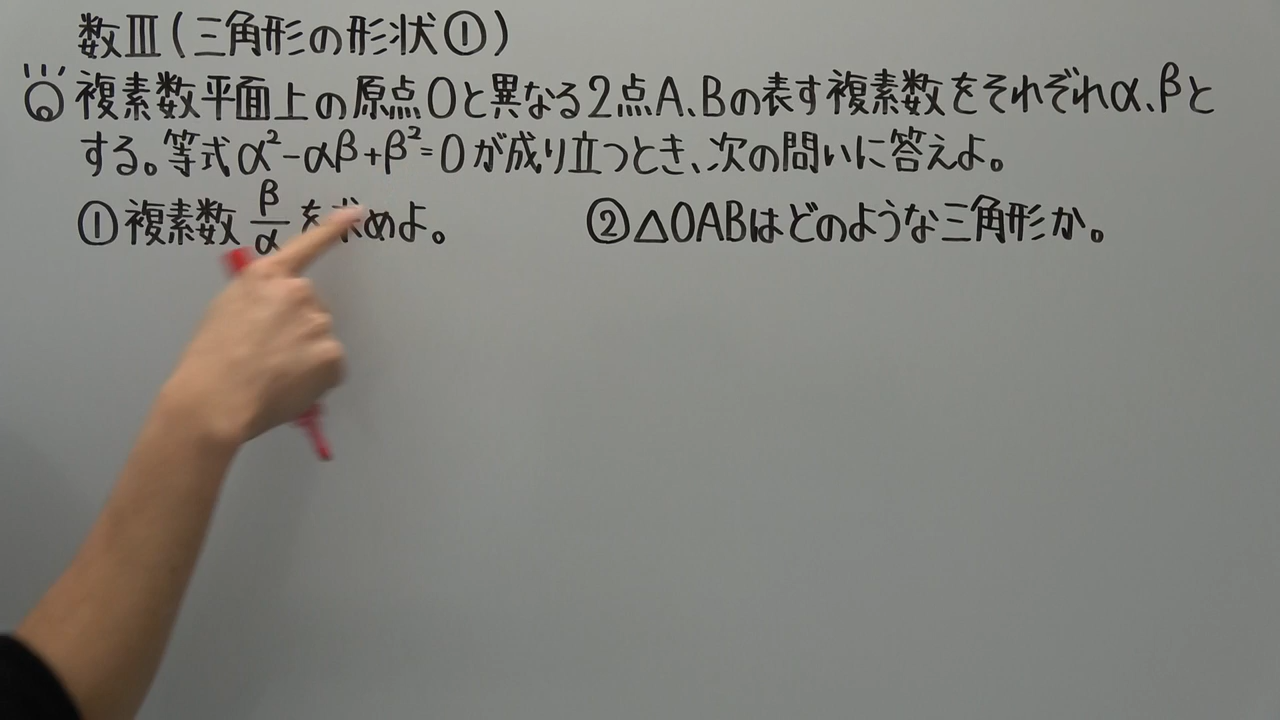 数Ⅲ(三角形の形状①)
Q 複素数平面上の原点Oと異なる2点A、Bの表す複素数をそれぞれα、βと
する。等式α²-αβ+β²=0が成り立つとき、次の問いに答えよ。
①複素数 β/α を求めよ。 ②△OABはどのような三角形か。